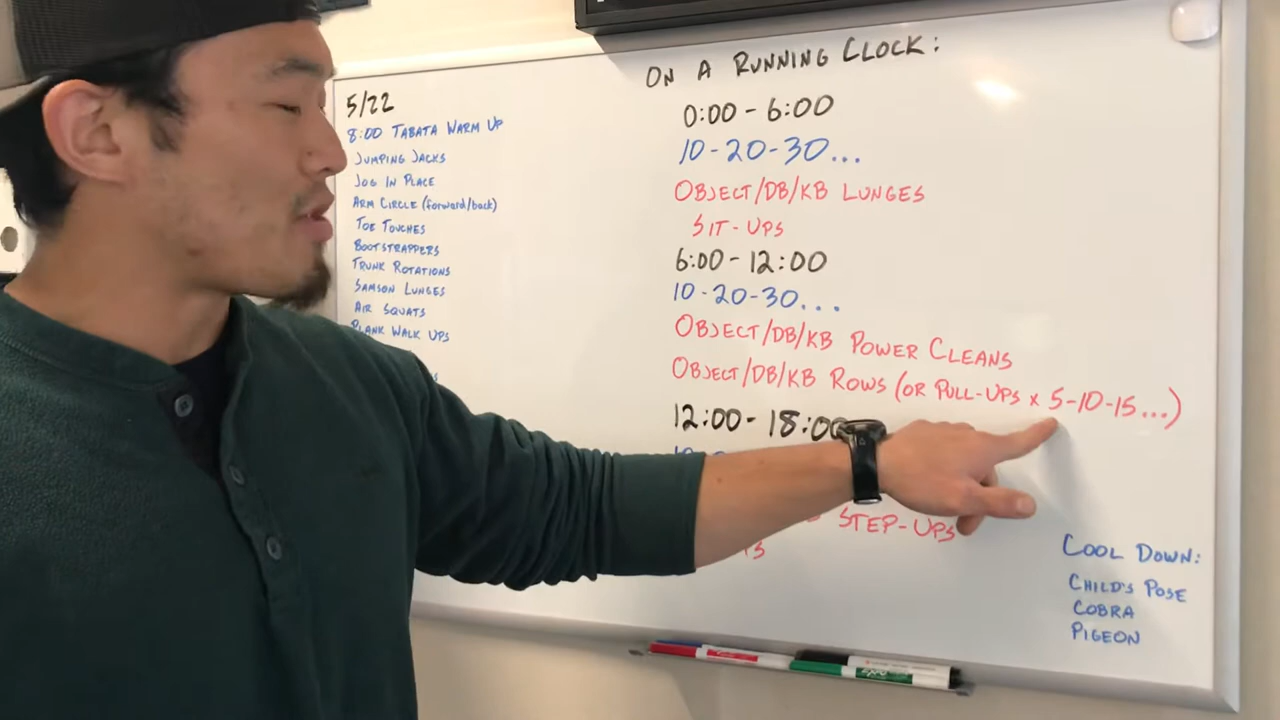 5/22
8:00 TABATA WARM UP
JUMPING JACKS
JOG IN PLACE
ARM CIRCLE (forward/back)
TOE TOUCHES
BOOTSTRAPPERS
TRUNK ROTATIONS
SAMSON LUNGES
AIR SQUATS
PLANK WALK UPS
ON A RUNNING CLOCK:
0:00 - 6:00
10-20-30...
OBJECT/DB/KB LUNGES
SIT-UPS
6:00 - 12:00
10-20-30...
OBJECT/DB/KB POWER CLEANS
OBJECT/DB/KB ROWS (OR PULL-UPS x 5-10-15...)
12:00 - 18:00
STEP-UPS
COOL DOWN:
CHILD'S POSE
COBRA
PIGEON